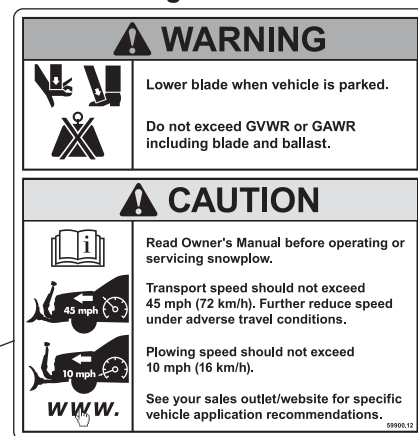 WARNING
Lower blade when vehicle is parked.
Do not exceed GVWR or GAWR
including blade and ballast.
CAUTION
Read Owner's Manual before operating or
servicing snowplow.
Transport speed should not exceed
45 mph (72 km/h). Further reduce speed
under adverse travel conditions.
45 mph
Plowing speed should not exceed
10 mph (16 km/h).
10 mph
See your sales outlet/website for specific
vehicle application recommendations.
www.
59900.12